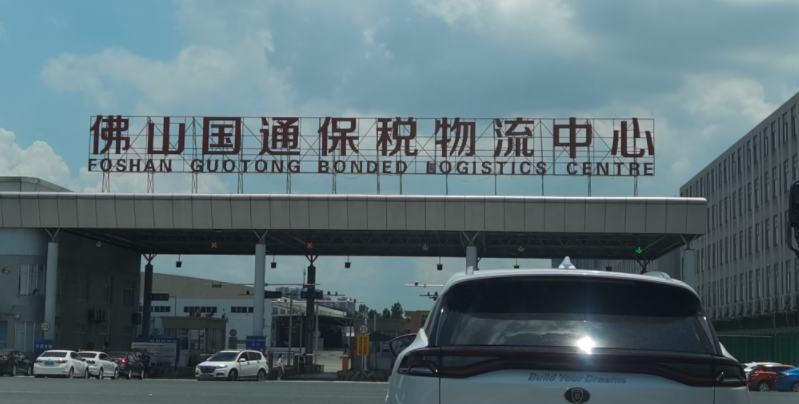 佛山国通保税物流中心
FOSHAN GUOTONG BONDED LOGISTICS CENTRE
Build Your Dreams